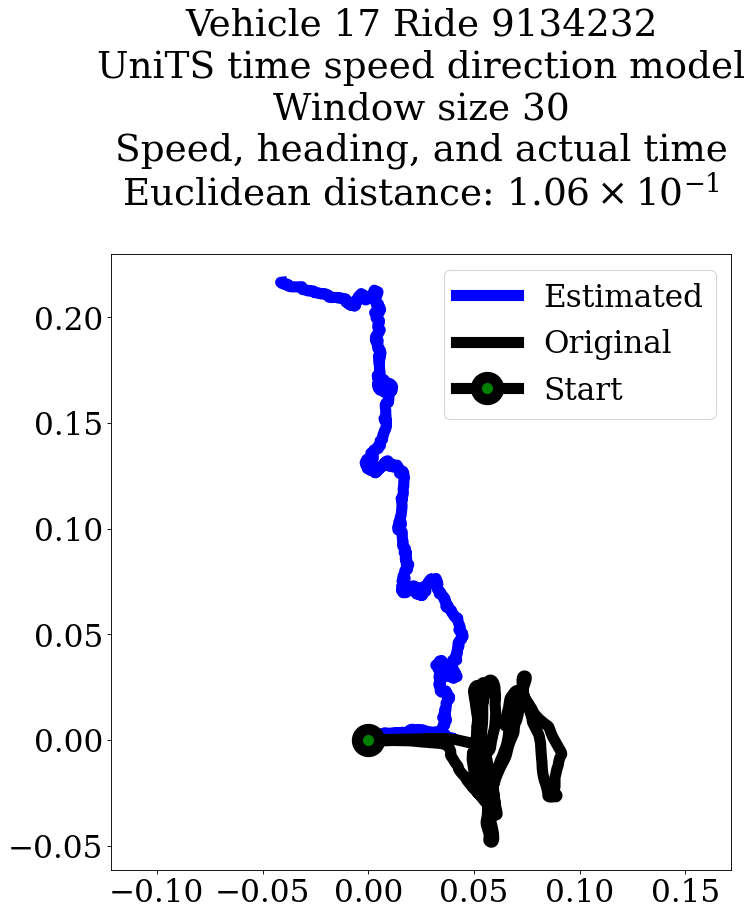 Vehicle 17 Ride 9134232
UniTS time speed direction model
Window size 30
Speed, heading, and actual time
Euclidean distance: 1.06 × 10⁻¹
Estimated
Original
Start
0.20
0.15
0.10
0.05
0.00
−0.05
−0.10 −0.05 0.00 0.05 0.10 0.15